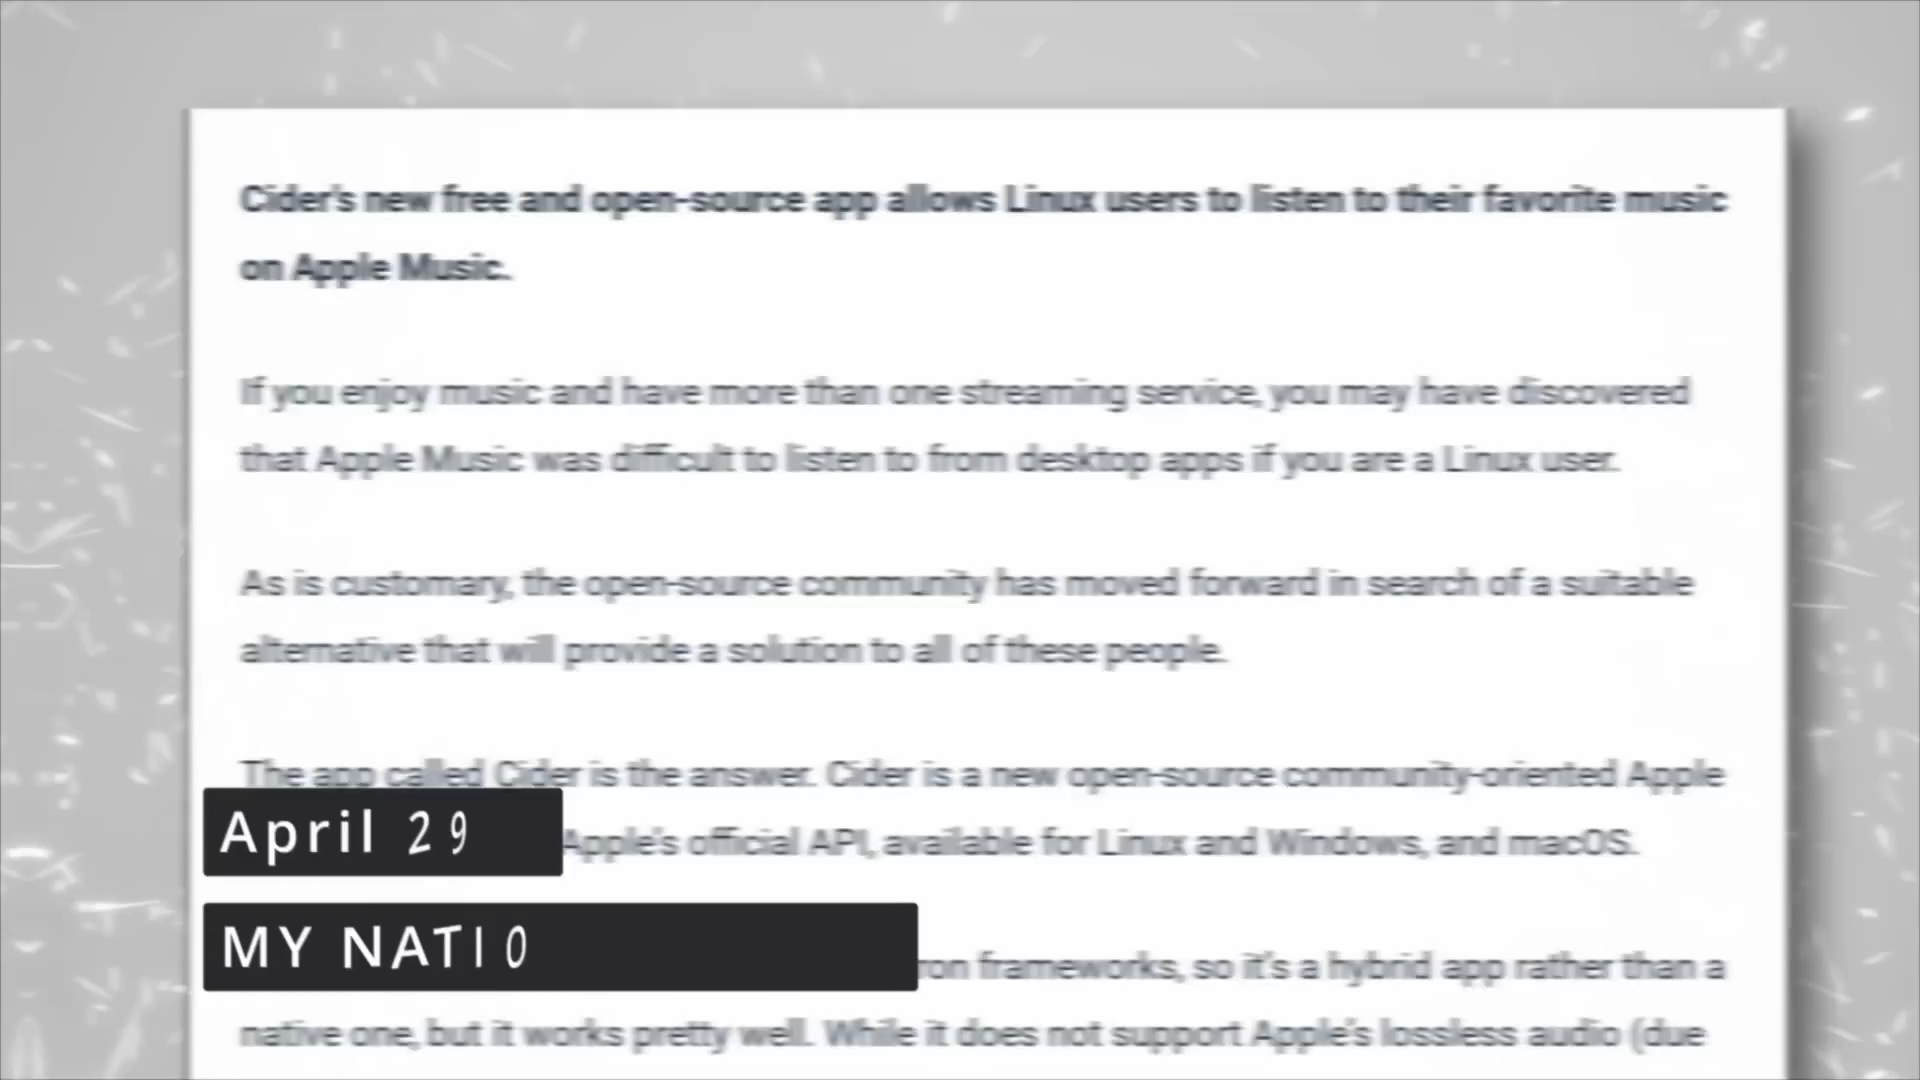 Cider's new free and open-source app allows Linux users to listen to their favorite music
on Apple Music.
If you enjoy music and have more than one streaming service, you may have discovered
that Apple Music was difficult to listen to from desktop apps if you are a Linux user.
As is customary, the open-source community has moved forward in search of a suitable
alternative that will provide a solution to all of these people.
The app called Cider is the answer. Cider is a new open-source community-oriented Apple
April 29
Apple's official API, available for Linux and Windows, and macOS.
MY NATIO
ron frameworks, so it's a hybrid app rather than a
native one, but it works pretty well. While it does not support Apple's lossless audio (due